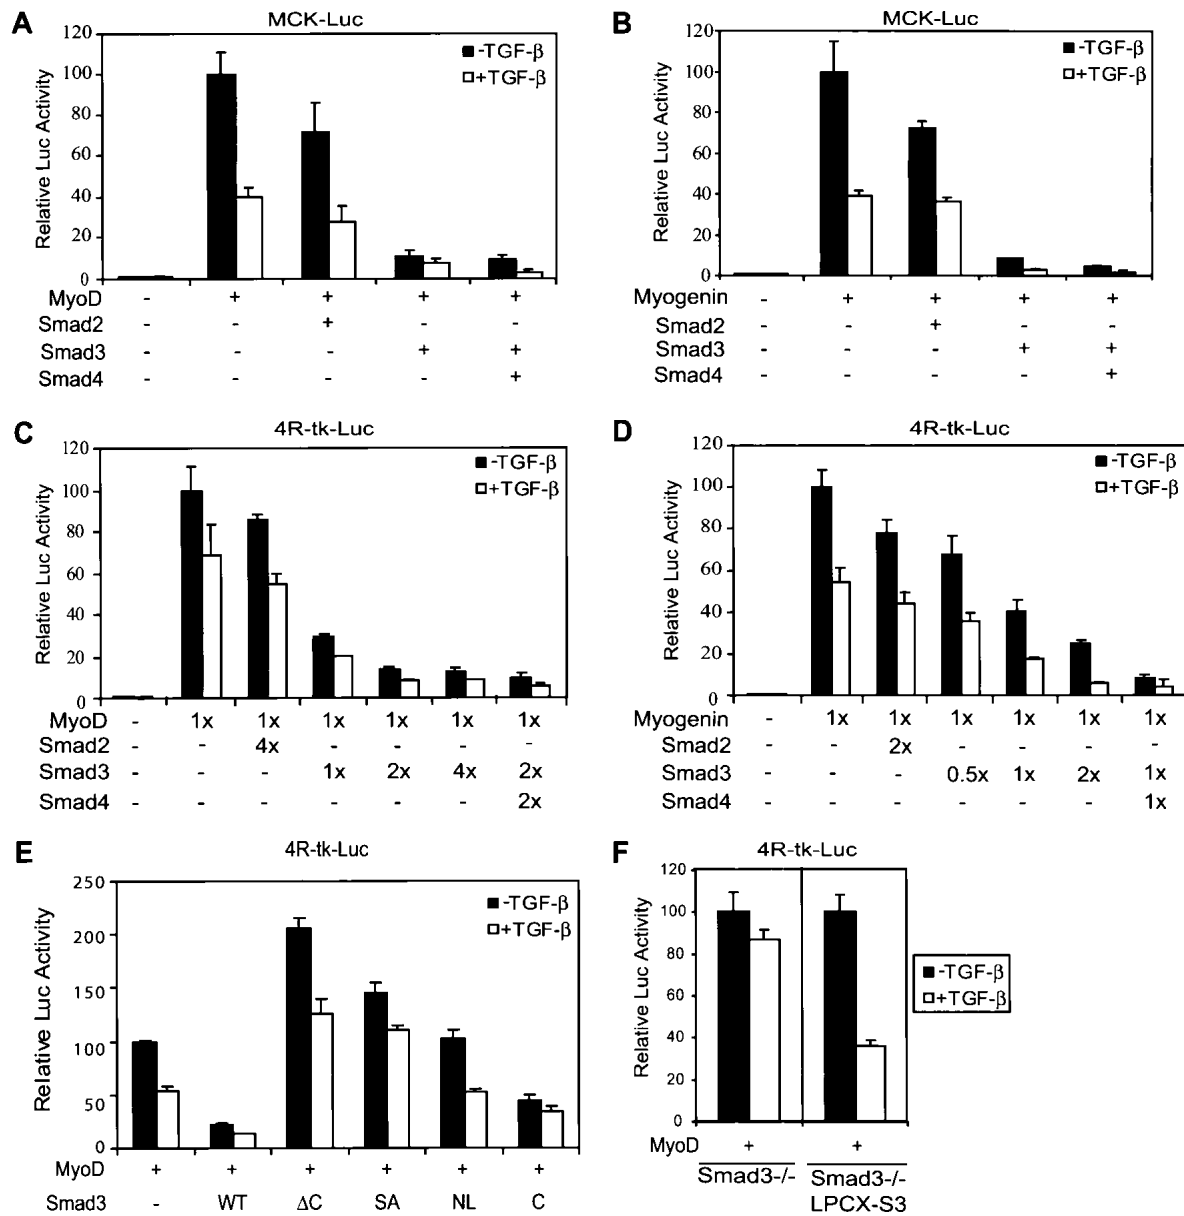 A
MCK-Luc
Relative Luc Activity
120
100
80
60
40
20
0
-TGF-β
+TGF-β
MyoD - + + + +
Smad2 - - + - -
Smad3 - - - + +
Smad4 - - - - +
B
MCK-Luc
Relative Luc Activity
120
100
80
60
40
20
0
-TGF-β
+TGF-β
Myogenin - + + + +
Smad2 - - + - -
Smad3 - - - + +
Smad4 - - - - +
C
4R-tk-Luc
Relative Luc Activity
120
100
80
60
40
20
0
-TGF-β
+TGF-β
MyoD - 1x 1x 1x 1x 1x 1x
Smad2 - - 4x - - - -
Smad3 - - - 1x 2x 4x 2x
Smad4 - - - - - - 2x
D
4R-tk-Luc
Relative Luc Activity
120
100
80
60
40
20
0
-TGF-β
+TGF-β
Myogenin - 1x 1x 1x 1x 1x 1x
Smad2 - - 2x - - - -
Smad3 - - - 0.5x 1x 2x 1x
Smad4 - - - - - - 1x
E
4R-tk-Luc
Relative Luc Activity
250
200
150
100
50
0
-TGF-β
+TGF-β
MyoD + + + + + +
Smad3 - WT ΔC SA NL C
F
4R-tk-Luc
Relative Luc Activity
120
100
80
60
40
20
0
-TGF-β
+TGF-β
MyoD + +
Smad3-/- Smad3-/-
LPCX-S3